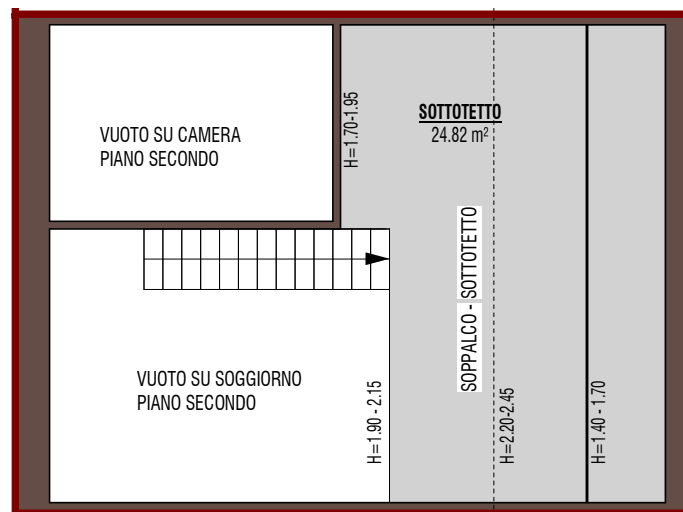 VUOTO SU CAMERA
PIANO SECONDO
H=1.70-1.95
SOTTOTETTO
24.82 m²
SOPPALCO - SOTTOTETTO
VUOTO SU SOGGIORNO
PIANO SECONDO
H=1.90 - 2.15
H=2.20-2.45
H=1.40 - 1.70